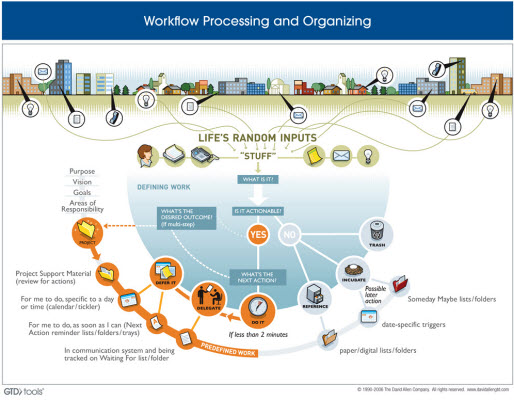 Workflow Processing and Organizing
LIFE'S RANDOM INPUTS
"STUFF"
Purpose
Vision
Goals
Areas of
Responsibility
DEFINING WORK
WHAT IS IT?
WHAT'S THE
DESIRED OUTCOME?
(If multi-step)
IS IT ACTIONABLE?
YES
NO
TRASH
PROJECT
WHAT'S THE
NEXT ACTION?
INCUBATE
Possible
later
action
Project Support Material
(review for actions)
DEFER IT
DELEGATE
DO IT
REFERENCE
Someday Maybe lists/folders
For me to do, specific to a day
or time (calendar/tickler)
date-specific triggers
For me to do, as soon as I can (Next
Action reminder lists/folders/trays)
If less than 2 minutes
paper/digital lists/folders
In communication system and being
tracked on Waiting For list/folder
PREDEFINED WORK
GTD tools®
© 1996-2006 The David Allen Company. All rights reserved. www.davidallengtd.com